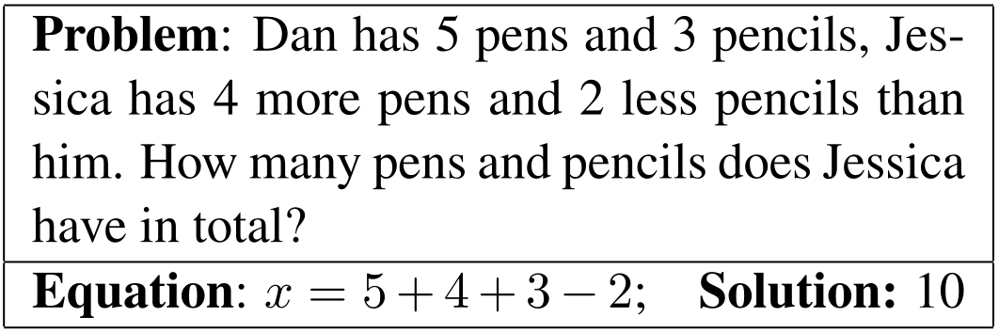 Problem: Dan has 5 pens and 3 pencils, Jes-
sica has 4 more pens and 2 less pencils than
him. How many pens and pencils does Jessica
have in total?
Equation: x = 5 + 4 + 3 − 2; Solution: 10